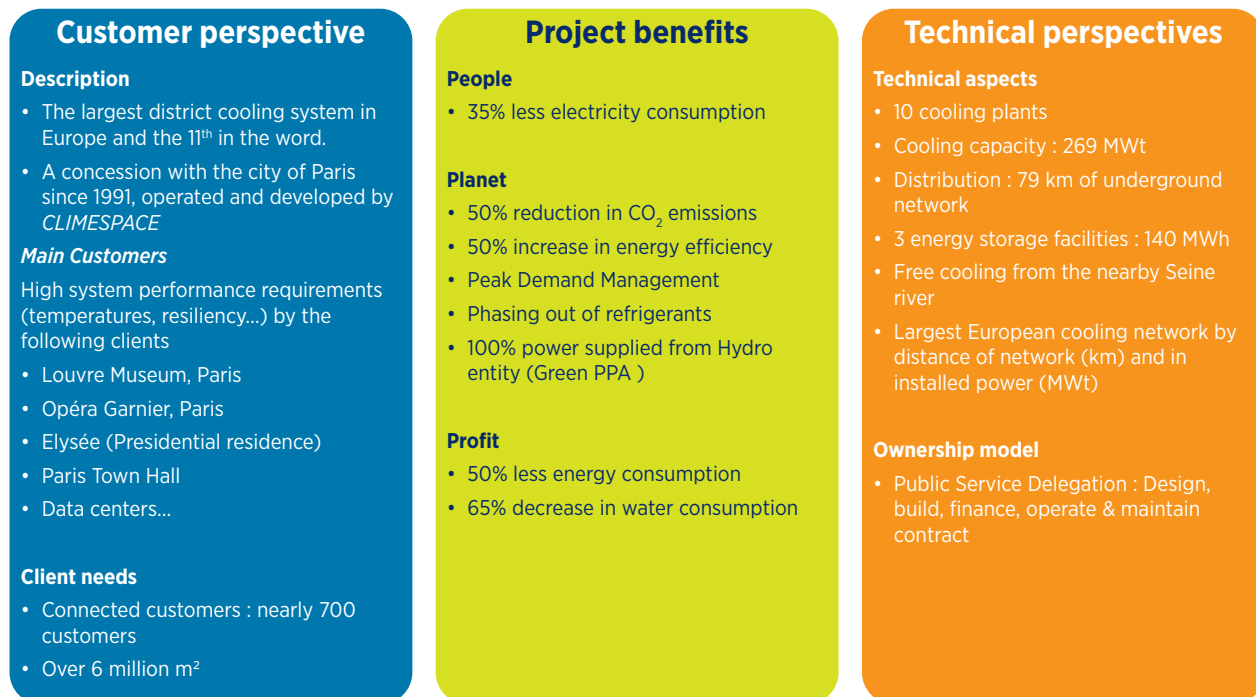 Customer perspective
Description
• The largest district cooling system in
Europe and the 11th in the word.
• A concession with the city of Paris
since 1991, operated and developed by
CLIMESPACE
Main Customers
High system performance requirements
(temperatures, resiliency...) by the
following clients
• Louvre Museum, Paris
• Opéra Garnier, Paris
• Elysée (Presidential residence)
• Paris Town Hall
• Data centers...
Client needs
• Connected customers : nearly 700
customers
• Over 6 million m²
Project benefits
People
• 35% less electricity consumption
Planet
• 50% reduction in CO₂ emissions
• 50% increase in energy efficiency
• Peak Demand Management
• Phasing out of refrigerants
• 100% power supplied from Hydro
entity (Green PPA )
Profit
• 50% less energy consumption
• 65% decrease in water consumption
Technical perspectives
Technical aspects
• 10 cooling plants
• Cooling capacity : 269 MWt
• Distribution : 79 km of underground
network
• 3 energy storage facilities : 140 MWh
• Free cooling from the nearby Seine
river
• Largest European cooling network by
distance of network (km) and in
installed power (MWt)
Ownership model
• Public Service Delegation : Design,
build, finance, operate & maintain
contract